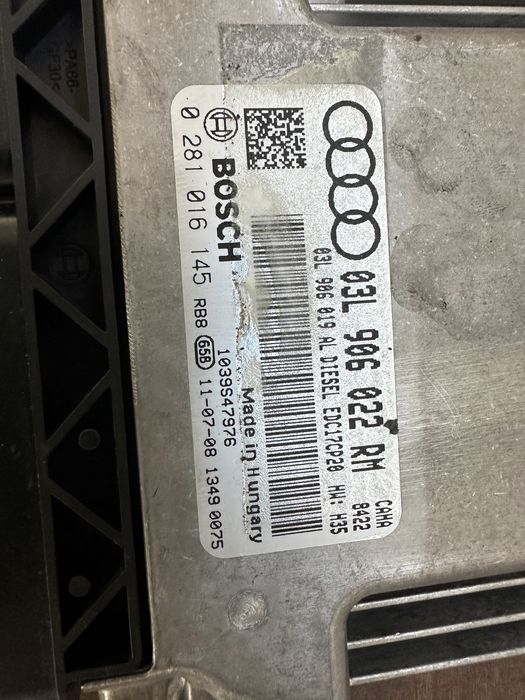 03L 906 022 RM
CAHA
8422
03L 906 019 AL DIESEL EDC17CP20 HW: H35
BOSCH
Made in Hungary
1039S47976
0 281 016 145 RB8 65B 11-07-08 1349 0075
>PA66-
GF30<